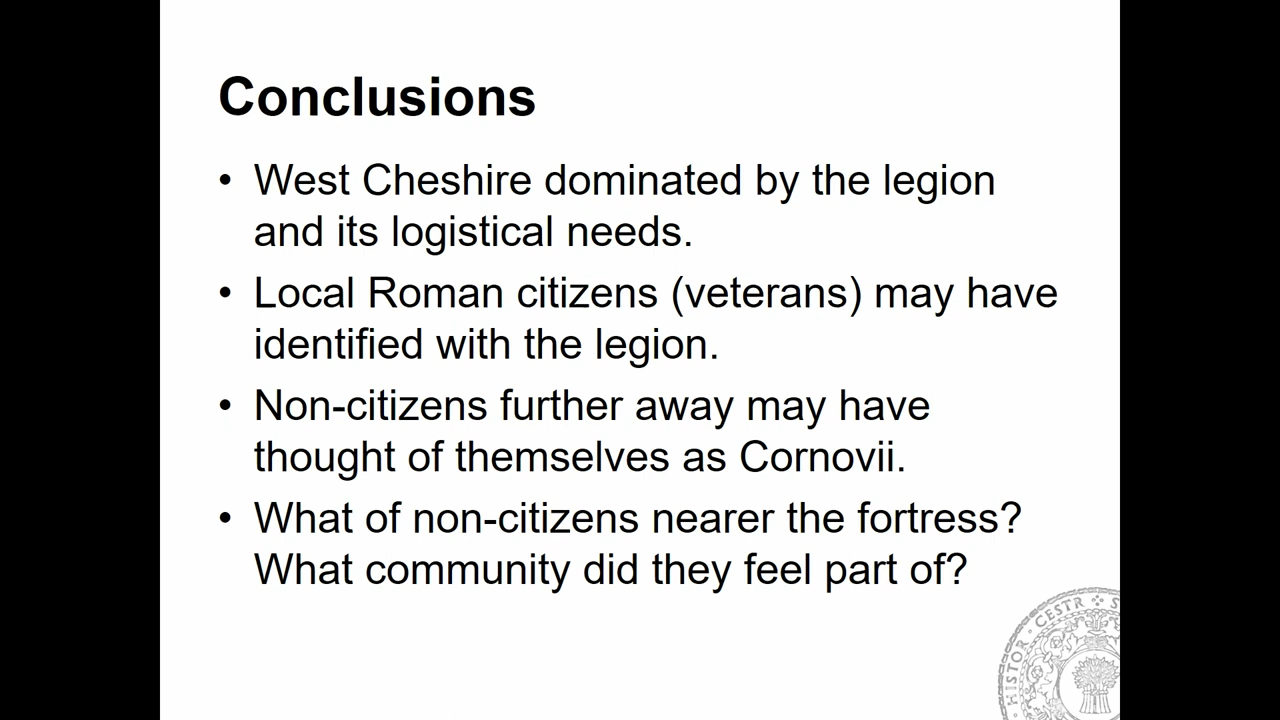 Conclusions
• West Cheshire dominated by the legion
and its logistical needs.
• Local Roman citizens (veterans) may have
identified with the legion.
• Non-citizens further away may have
thought of themselves as Cornovii.
• What of non-citizens nearer the fortress?
What community did they feel part of?
HISTOR · CESTR · S